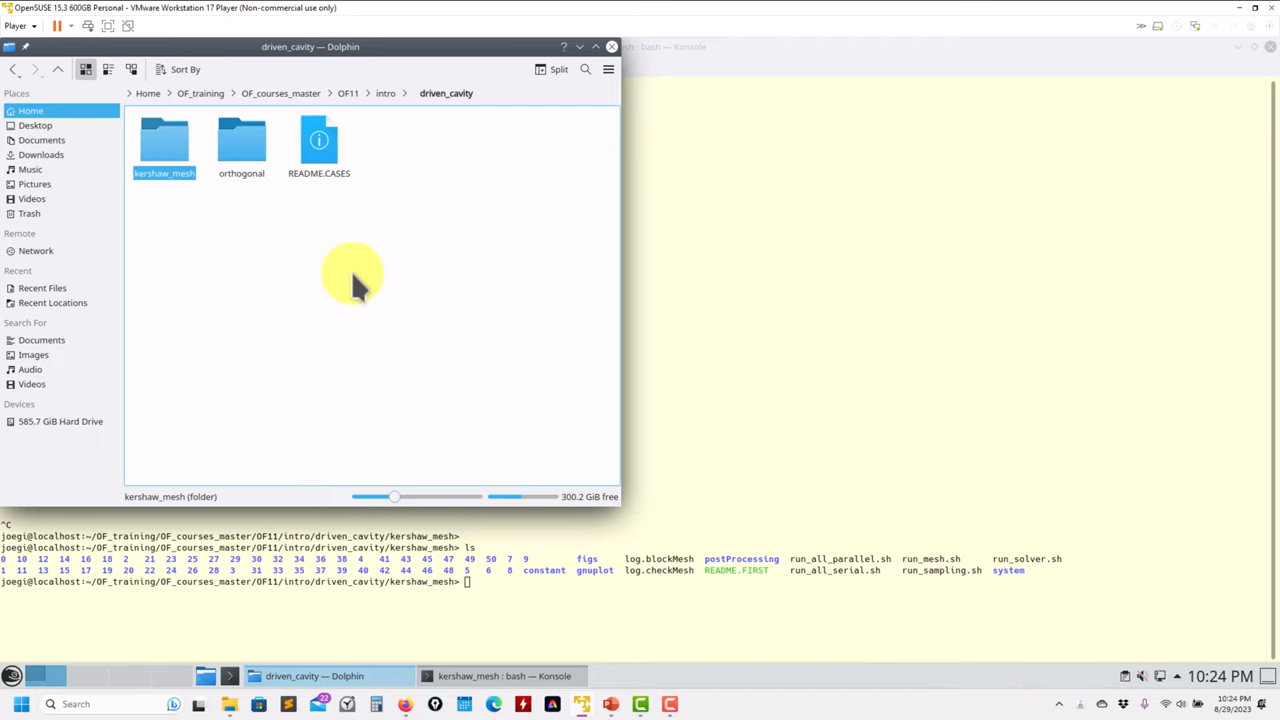 OpenSUSE 15.3 600GB Personal - VMware Workstation 17 Player (Non-commercial use only)
Player
driven_cavity — Dolphin
h : bash — Konsole
Sort By
Split
Places
Home
Desktop
Documents
Downloads
Music
Pictures
Videos
Trash
Remote
Network
Recent
Recent Files
Recent Locations
Search For
Documents
Images
Audio
Videos
Devices
585.7 GiB Hard Drive
Home OF_training OF_courses_master OF11 intro driven_cavity
kershaw_mesh orthogonal README.CASES
kershaw_mesh (folder)
300.2 GiB free
^C
joegi@localhost:~/OF_training/OF_courses_master/OF11/intro/driven_cavity/kershaw_mesh>
joegi@localhost:~/OF_training/OF_courses_master/OF11/intro/driven_cavity/kershaw_mesh> ls
0 10 12 14 16 18 2 21 23 25 27 29 30 32 34 36 38 4 41 43 45 47 49 50 7 9 figs log.blockMesh postProcessing run_all_parallel.sh run_mesh.sh run_solver.sh
1 11 13 15 17 19 20 22 24 26 28 3 31 33 35 37 39 40 42 44 46 48 5 6 8 constant gnuplot log.checkMesh README.FIRST run_all_serial.sh run_sampling.sh system
joegi@localhost:~/OF_training/OF_courses_master/OF11/intro/driven_cavity/kershaw_mesh>
driven_cavity — Dolphin
kershaw_mesh : bash — Konsole
10:24 PM
Search
22
10:24 PM
8/29/2023